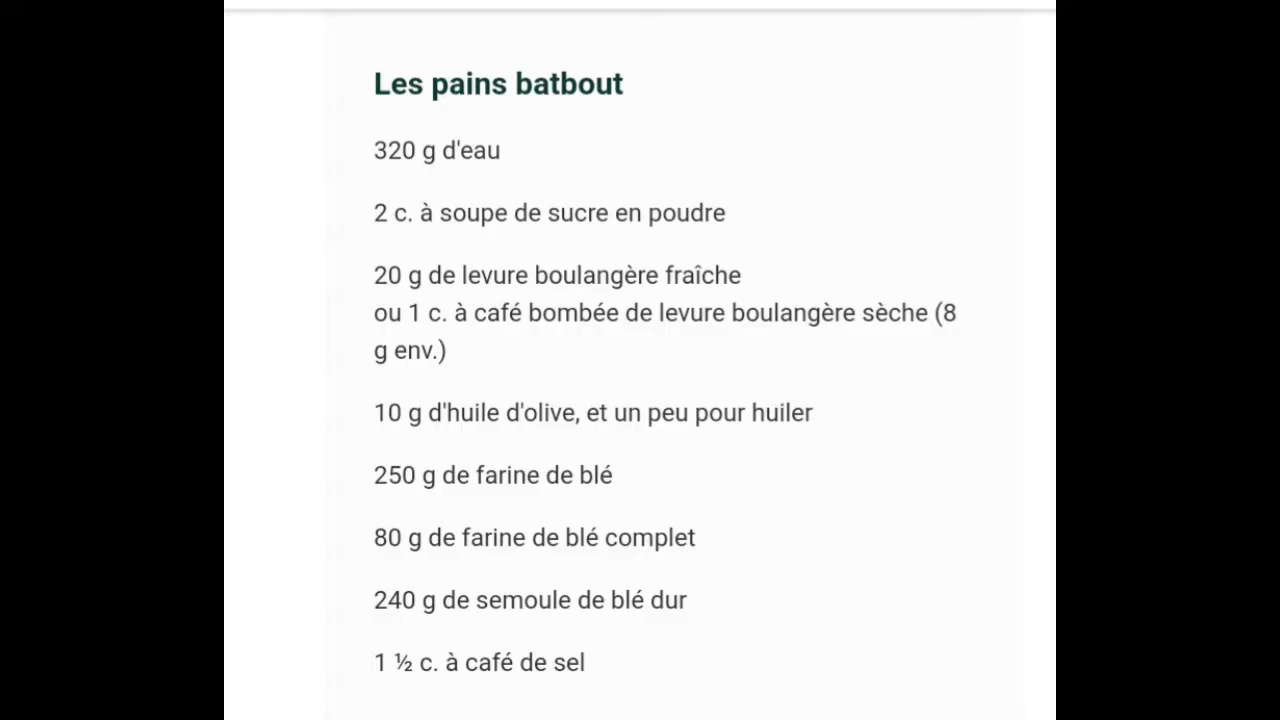 Les pains batbout
320 g d'eau
2 c. à soupe de sucre en poudre
20 g de levure boulangère fraîche
ou 1 c. à café bombée de levure boulangère sèche (8
g env.)
10 g d'huile d'olive, et un peu pour huiler
250 g de farine de blé
80 g de farine de blé complet
240 g de semoule de blé dur
1 ½ c. à café de sel